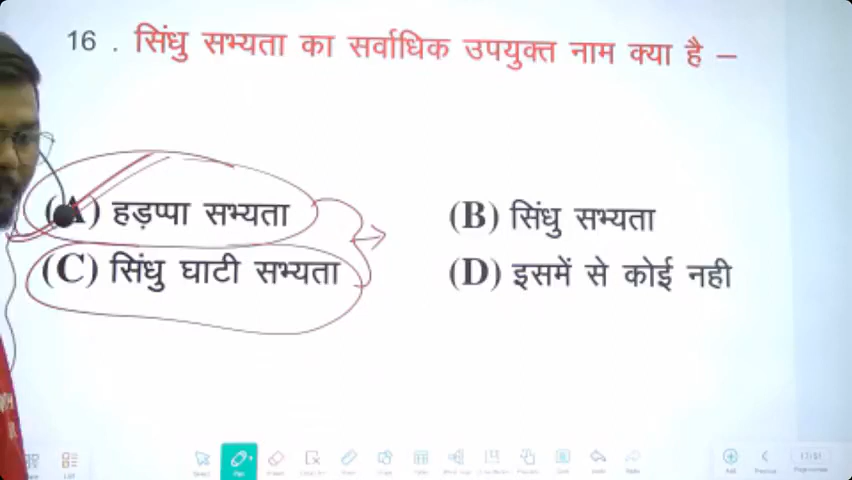 16 . सिंधु सभ्यता का सर्वाधिक उपयुक्त नाम क्या है –
(A) हड़प्पा सभ्यता
(B) सिंधु सभ्यता
(C) सिंधु घाटी सभ्यता
(D) इसमें से कोई नही